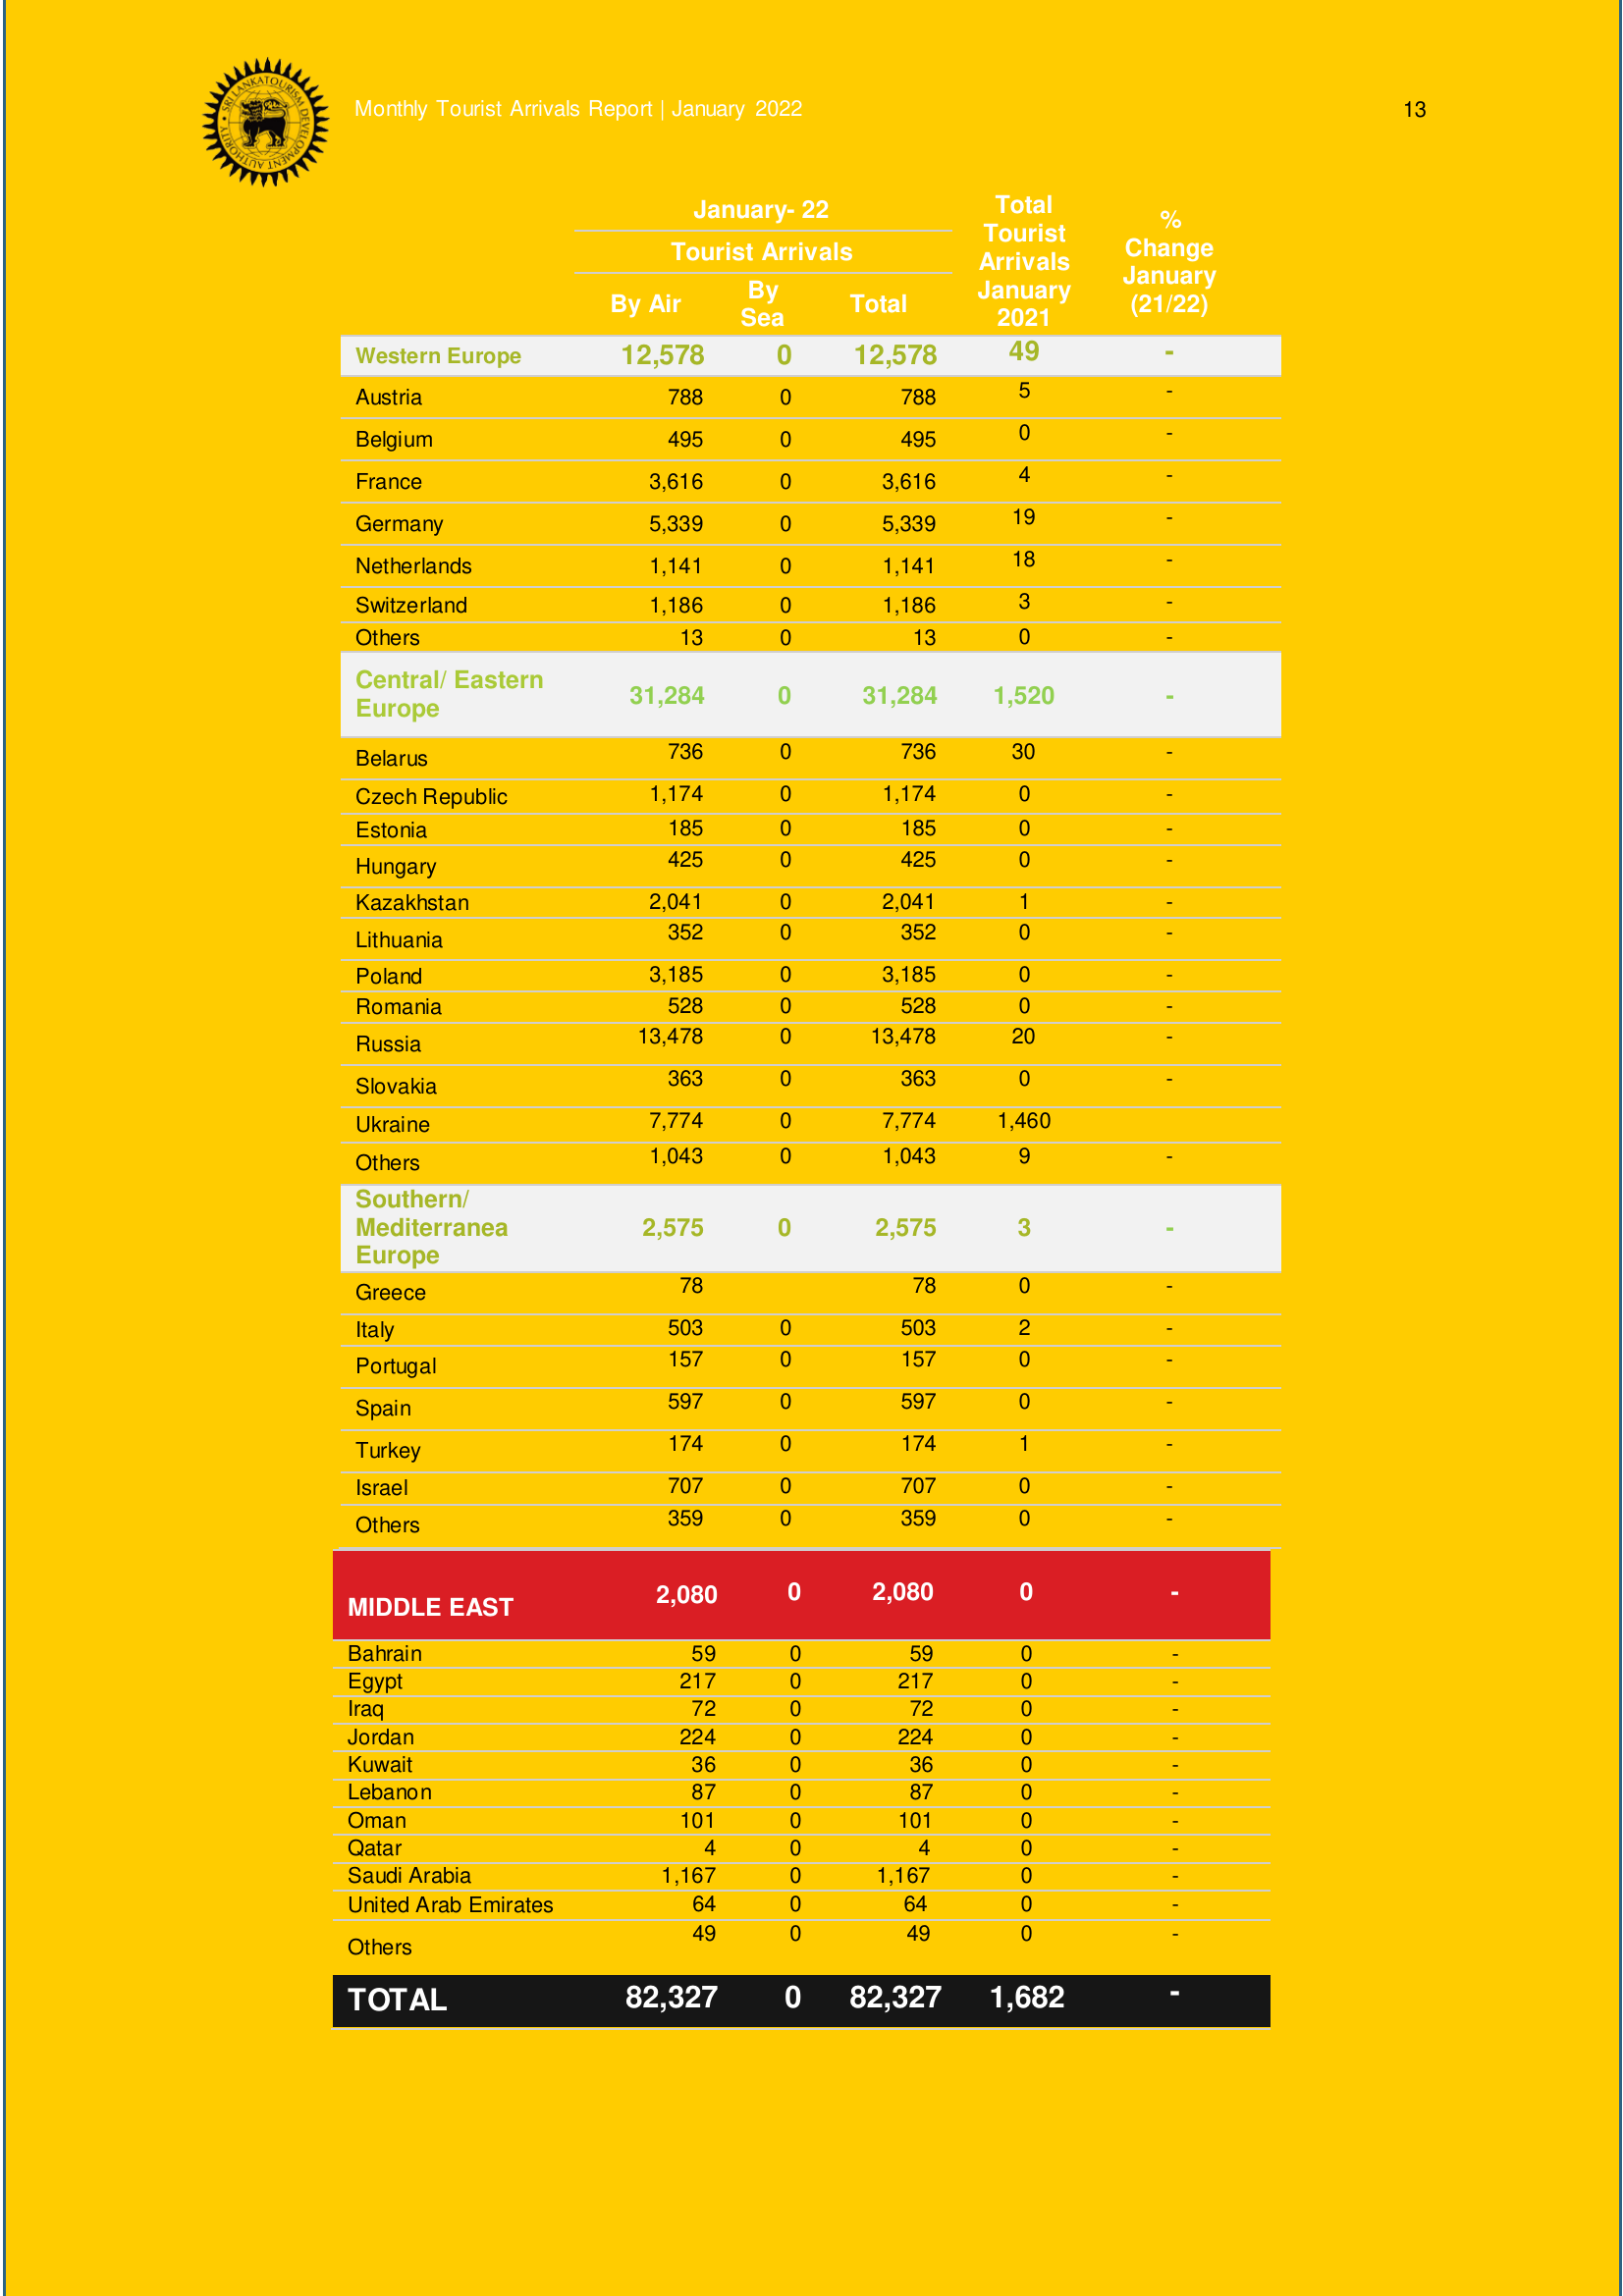 SRI LANKA TOURISM DEVELOPMENT AUTHORITY
Monthly Tourist Arrivals Report | January 2022
13
January- 22
Tourist Arrivals
By Air
By
Sea
Total
Total
Tourist
Arrivals
January
2021
%
Change
January
(21/22)
Western Europe 12,578 0 12,578 49 -
Austria 788 0 788 5 -
Belgium 495 0 495 0 -
France 3,616 0 3,616 4 -
Germany 5,339 0 5,339 19 -
Netherlands 1,141 0 1,141 18 -
Switzerland 1,186 0 1,186 3 -
Others 13 0 13 0 -
Central/ Eastern
Europe 31,284 0 31,284 1,520 -
Belarus 736 0 736 30 -
Czech Republic 1,174 0 1,174 0 -
Estonia 185 0 185 0 -
Hungary 425 0 425 0 -
Kazakhstan 2,041 0 2,041 1 -
Lithuania 352 0 352 0 -
Poland 3,185 0 3,185 0 -
Romania 528 0 528 0 -
Russia 13,478 0 13,478 20 -
Slovakia 363 0 363 0 -
Ukraine 7,774 0 7,774 1,460
Others 1,043 0 1,043 9 -
Southern/
Mediterranea 2,575 0 2,575 3 -
Europe
Greece 78 78 0 -
Italy 503 0 503 2 -
Portugal 157 0 157 0 -
Spain 597 0 597 0 -
Turkey 174 0 174 1 -
Israel 707 0 707 0 -
Others 359 0 359 0 -
MIDDLE EAST 2,080 0 2,080 0 -
Bahrain 59 0 59 0 -
Egypt 217 0 217 0 -
Iraq 72 0 72 0 -
Jordan 224 0 224 0 -
Kuwait 36 0 36 0 -
Lebanon 87 0 87 0 -
Oman 101 0 101 0 -
Qatar 4 0 4 0 -
Saudi Arabia 1,167 0 1,167 0 -
United Arab Emirates 64 0 64 0 -
Others 49 0 49 0 -
TOTAL 82,327 0 82,327 1,682 -